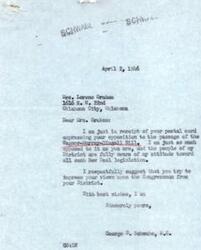 SCHWABE
SCHWABE
April 2, 1946
Mrs. Lorene Graham
1616 N. W. 32nd
Oklahoma City, Oklahoma
Dear Mrs. Graham:
I am just in receipt of your postal card
expressing your opposition to the passage of the
Wagner-Murray-Dingell Bill. I am just as much
opposed to it as you are, and the people of my
District are fully aware of my attitude toward
all such New Deal legislation.
I respectfully suggest that you try to
impress your views upon the Congressman from
your District.
With best wishes, I am
Sincerely yours,
George B. Schwabe, M.C.